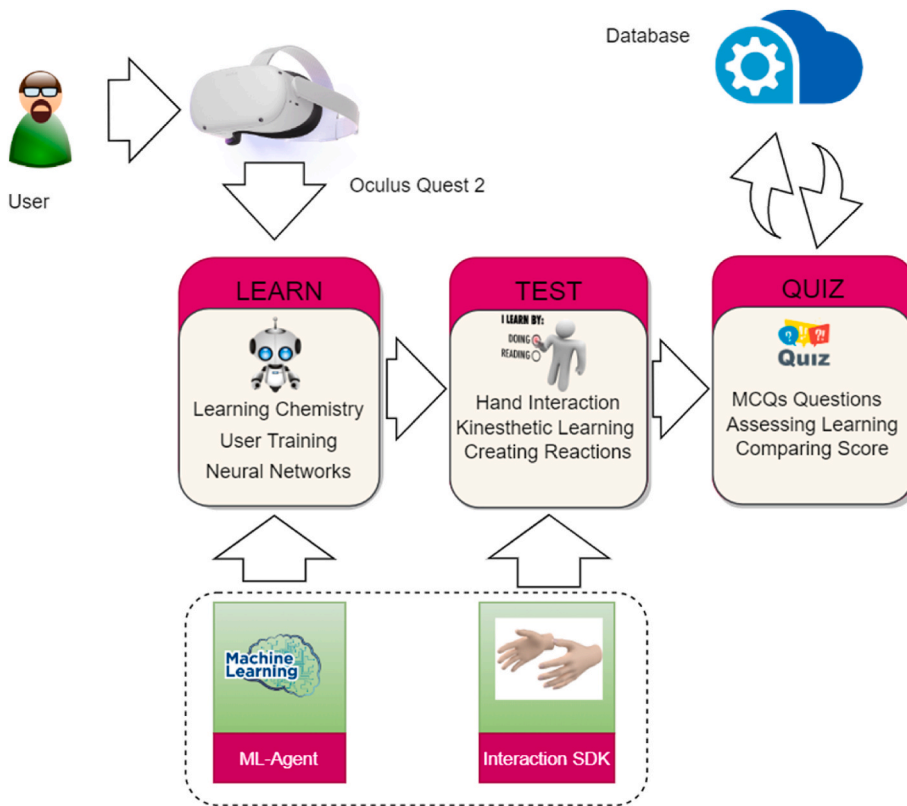 Database
User
Oculus Quest 2
LEARN
Learning Chemistry
User Training
Neural Networks
TEST
I LEARN BY:
DOING
READING
Hand Interaction
Kinesthetic Learning
Creating Reactions
QUIZ
? !! ?!
Quiz
MCQs Questions
Assessing Learning
Comparing Score
Machine
Learning
ML-Agent
Interaction SDK